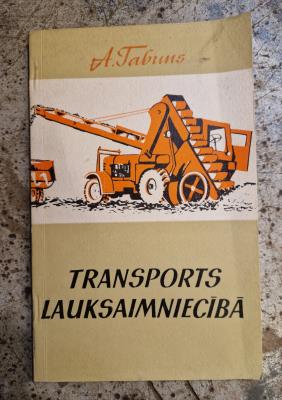 A. Tabuns
TRANSPORTS
LAUKSAIMNIECĪBĀ